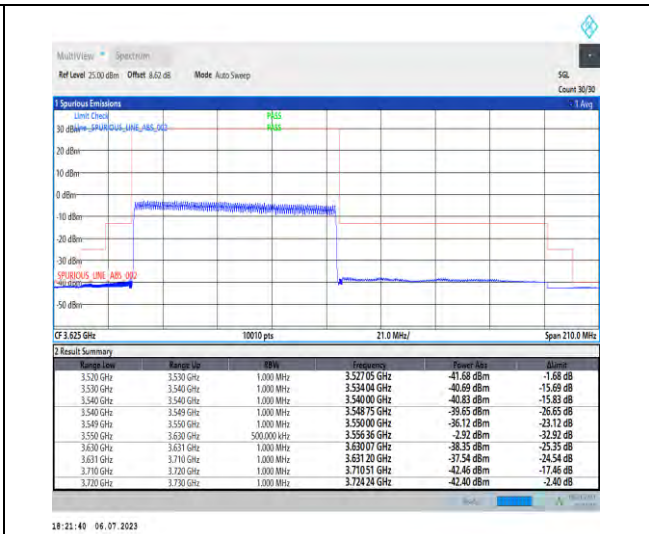 MultiView Spectrum
Ref Level 25.00 dBm Offset 8.62 dB Mode Auto Sweep SGL
Count 30/30
1 Spurious Emissions 1 Avg
Limit Check PASS
30 dBm Line _SPURIOUS_LINE_ABS_002 PASS
20 dBm
10 dBm
0 dBm
-10 dBm
-20 dBm
-30 dBm
SPURIOUS_LINE_ABS_002
-40 dBm
-50 dBm
CF 3.625 GHz 10010 pts 21.0 MHz/ Span 210.0 MHz
2 Result Summary
Range Low Range Up RBW Frequency Power Abs ΔLimit
3.520 GHz 3.530 GHz 1.000 MHz 3.527 05 GHz -41.68 dBm -1.68 dB
3.530 GHz 3.540 GHz 1.000 MHz 3.534 04 GHz -40.69 dBm -15.69 dB
3.540 GHz 3.540 GHz 1.000 MHz 3.540 00 GHz -40.83 dBm -15.83 dB
3.540 GHz 3.549 GHz 1.000 MHz 3.548 75 GHz -39.65 dBm -26.65 dB
3.549 GHz 3.550 GHz 1.000 MHz 3.550 00 GHz -36.12 dBm -23.12 dB
3.550 GHz 3.630 GHz 500.000 kHz 3.556 36 GHz -2.92 dBm -32.92 dB
3.630 GHz 3.631 GHz 1.000 MHz 3.630 07 GHz -38.35 dBm -25.35 dB
3.631 GHz 3.710 GHz 1.000 MHz 3.631 20 GHz -37.54 dBm -24.54 dB
3.710 GHz 3.720 GHz 1.000 MHz 3.710 51 GHz -42.46 dBm -17.46 dB
3.720 GHz 3.730 GHz 1.000 MHz 3.724 24 GHz -42.40 dBm -2.40 dB
18:21:40 06.07.2023